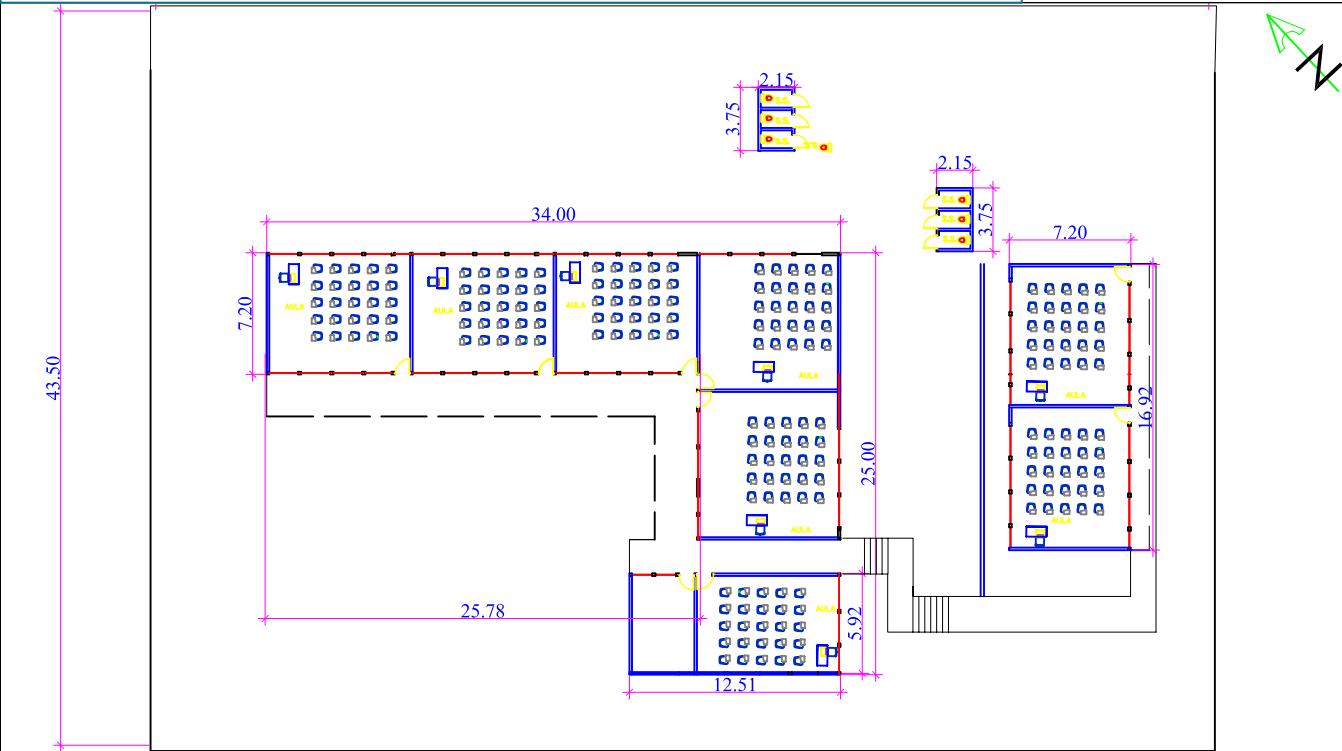 N
2.15
S.S.
3.75
S.S.
S.S.
S.S.
2.15
S.S.
3.75
S.S.
S.S.
34.00
7.20
AULA
AULA
AULA
7.20
43.50
AULA
AULA
16.92
25.00
AULA
AULA
25.78
AULA
5.92
12.51